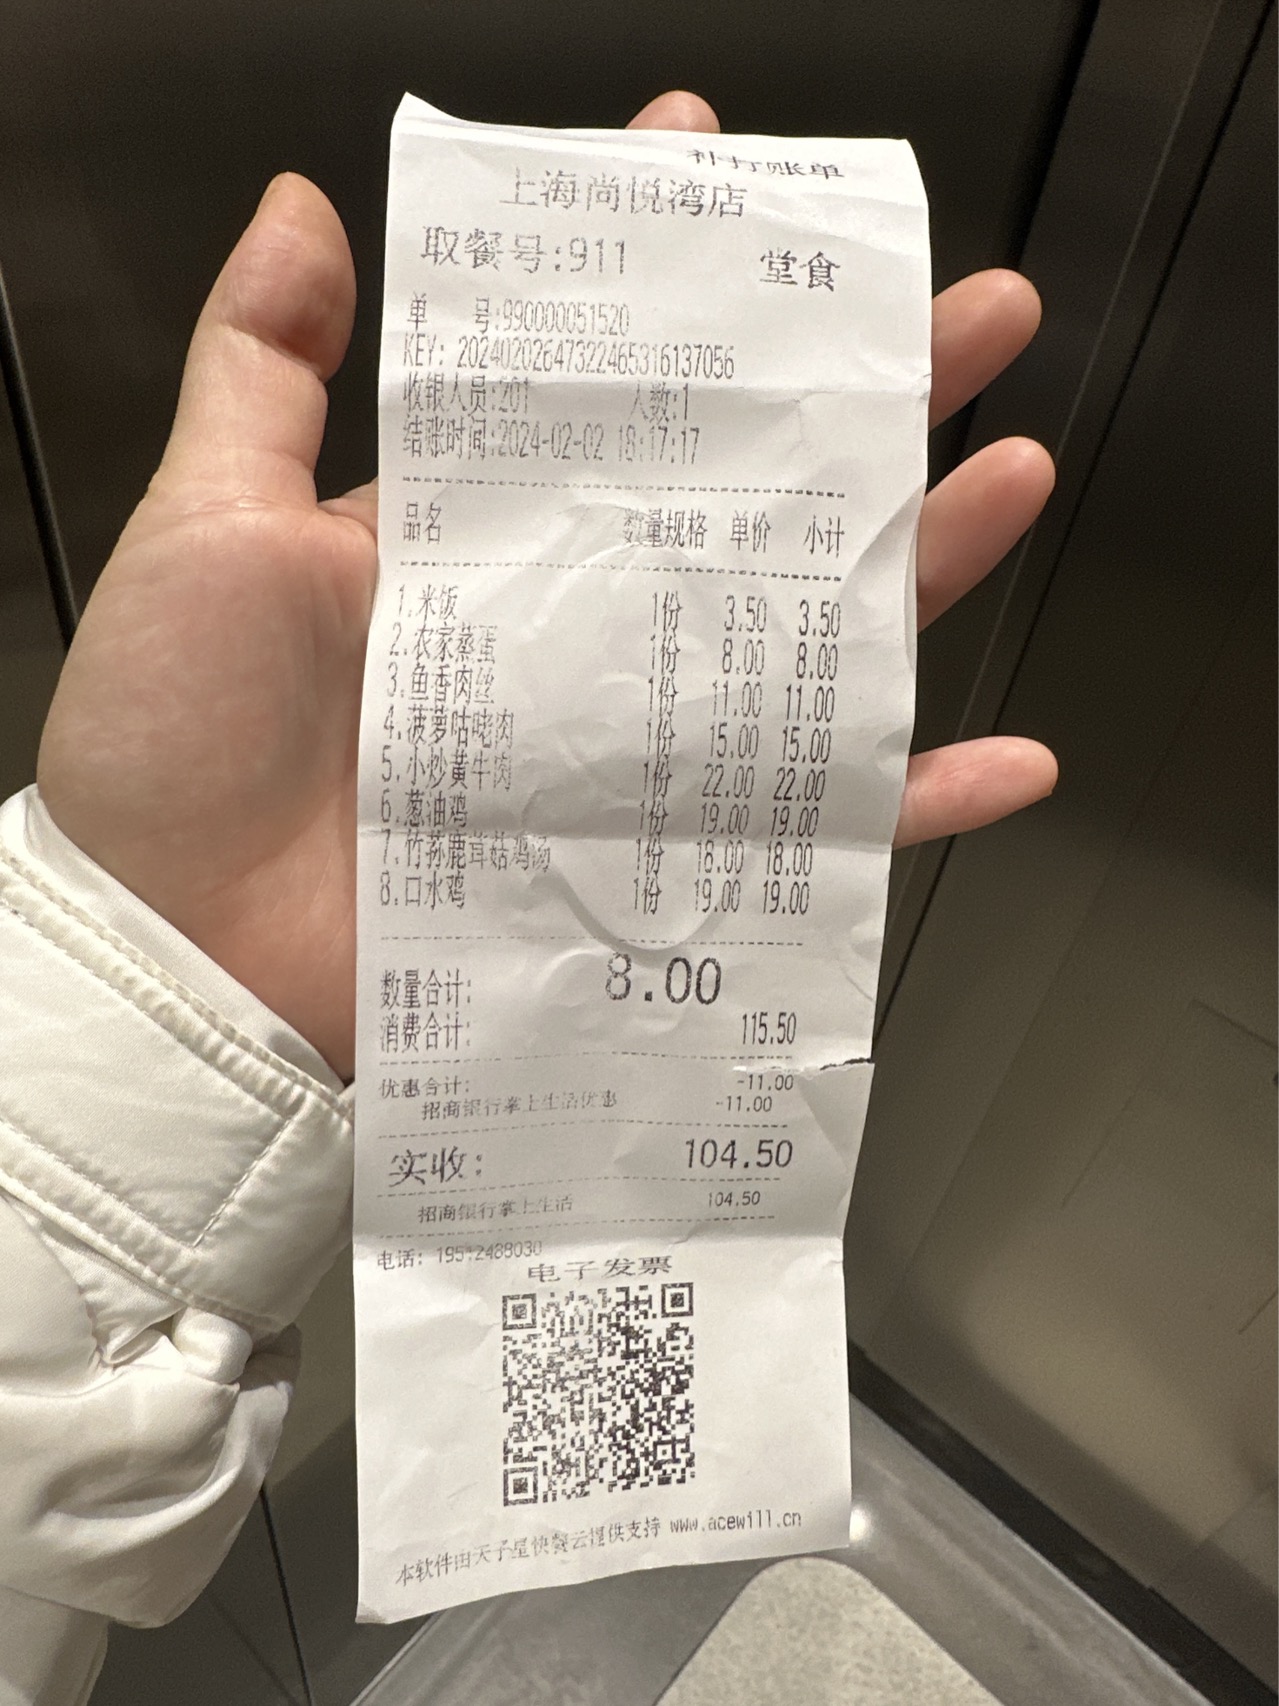 补打账单
上海尚悦湾店
取餐号:911 堂食
单 号:990000051520
KEY: 20240202647322465316137056
收银人员:201 人数:1
结账时间:2024-02-02 18:17:17
品名 数量规格 单价 小计
1.米饭 1份 3.50 3.50
2.农家蒸蛋 1份 8.00 8.00
3.鱼香肉丝 1份 11.00 11.00
4.菠萝咕咾肉 1份 15.00 15.00
5.小炒黄牛肉 1份 22.00 22.00
6.葱油鸡 1份 19.00 19.00
7.竹荪鹿茸菇鸡汤 1份 18.00 18.00
8.口水鸡 1份 19.00 19.00
数量合计: 8.00
消费合计: 115.50
优惠合计: -11.00
招商银行掌上生活优惠 -11.00
实收: 104.50
招商银行掌上生活 104.50
电话:
电子发票
本软件由天子星快餐云提供支持 www.acewill.cn